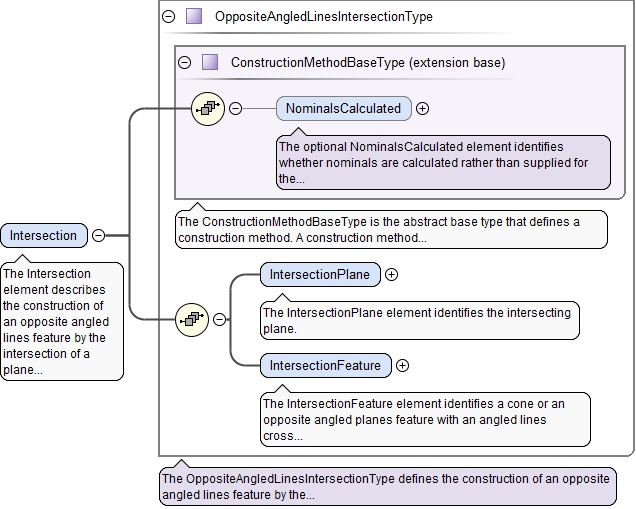 OppositeAngledLinesIntersectionType
ConstructionMethodBaseType (extension base)
NominalsCalculated
The optional NominalsCalculated element identifies
whether nominals are calculated rather than supplied for
the...
The ConstructionMethodBaseType is the abstract base type that defines a
construction method. A construction method...
Intersection
The Intersection
element describes
the construction of
an opposite angled
lines feature by the
intersection of a
plane...
IntersectionPlane
The IntersectionPlane element identifies the intersecting
plane.
IntersectionFeature
The IntersectionFeature element identifies a cone or an
opposite angled planes feature with an angled lines
cross...
The OppositeAngledLinesIntersectionType defines the construction of an opposite
angled lines feature by the...